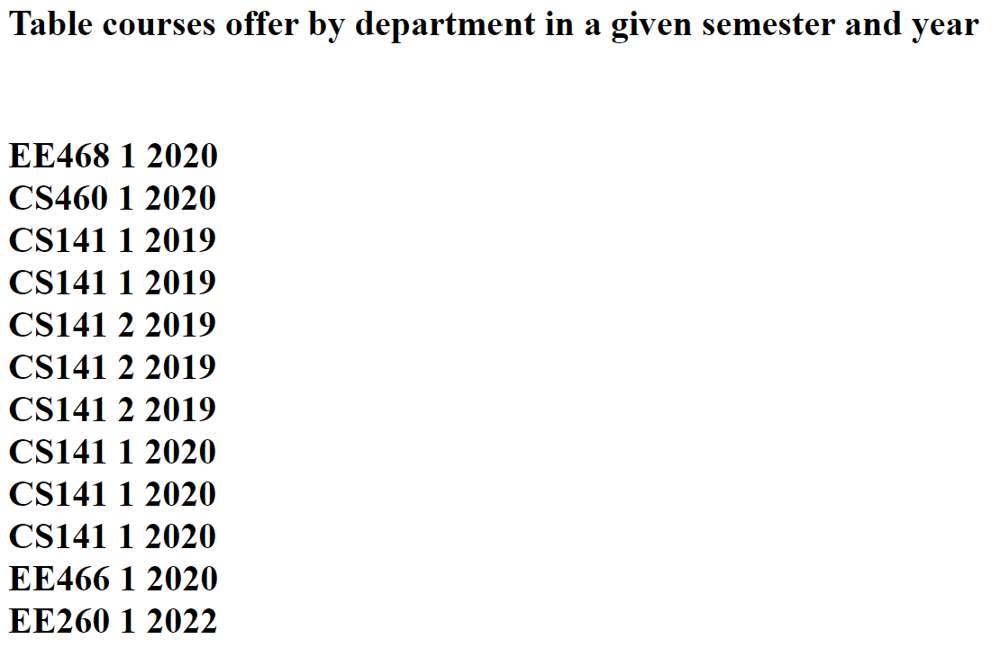 Table courses offer by department in a given semester and year
EE468 1 2020
CS460 1 2020
CS141 1 2019
CS141 1 2019
CS141 2 2019
CS141 2 2019
CS141 2 2019
CS141 1 2020
CS141 1 2020
CS141 1 2020
EE466 1 2020
EE260 1 2022